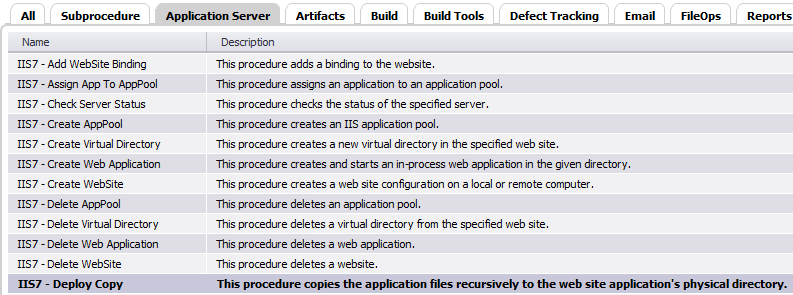 All Subprocedure Application Server Artifacts Build Build Tools Defect Tracking Email FileOps Reports
Name Description
IIS7 - Add WebSite Binding This procedure adds a binding to the website.
IIS7 - Assign App To AppPool This procedure assigns an application to an application pool.
IIS7 - Check Server Status This procedure checks the status of the specified server.
IIS7 - Create AppPool This procedure creates an IIS application pool.
IIS7 - Create Virtual Directory This procedure creates a new virtual directory in the specified web site.
IIS7 - Create Web Application This procedure creates and starts an in-process web application in the given directory.
IIS7 - Create WebSite This procedure creates a web site configuration on a local or remote computer.
IIS7 - Delete AppPool This procedure deletes an application pool.
IIS7 - Delete Virtual Directory This procedure deletes a virtual directory from the specified web site.
IIS7 - Delete Web Application This procedure deletes a web application.
IIS7 - Delete WebSite This procedure deletes a website.
IIS7 - Deploy Copy This procedure copies the application files recursively to the web site application's physical directory.